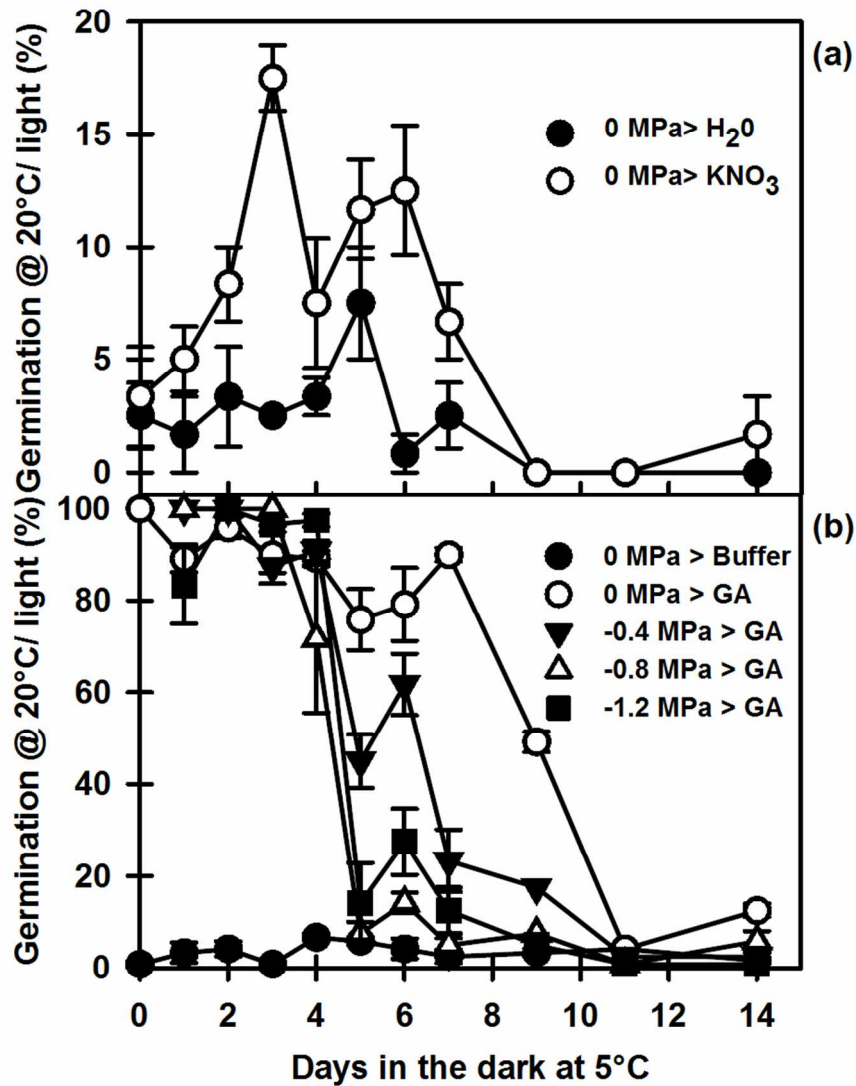 20
(a)
15
10
5
0
0 MPa> H₂0
0 MPa> KNO₃
Germination @ 20°C/ light (%)
100
(b)
80
60
40
20
0
0 MPa > Buffer
0 MPa > GA
-0.4 MPa > GA
-0.8 MPa > GA
-1.2 MPa > GA
Germination @ 20°C/ light (%)
0 2 4 6 8 10 12 14
Days in the dark at 5°C